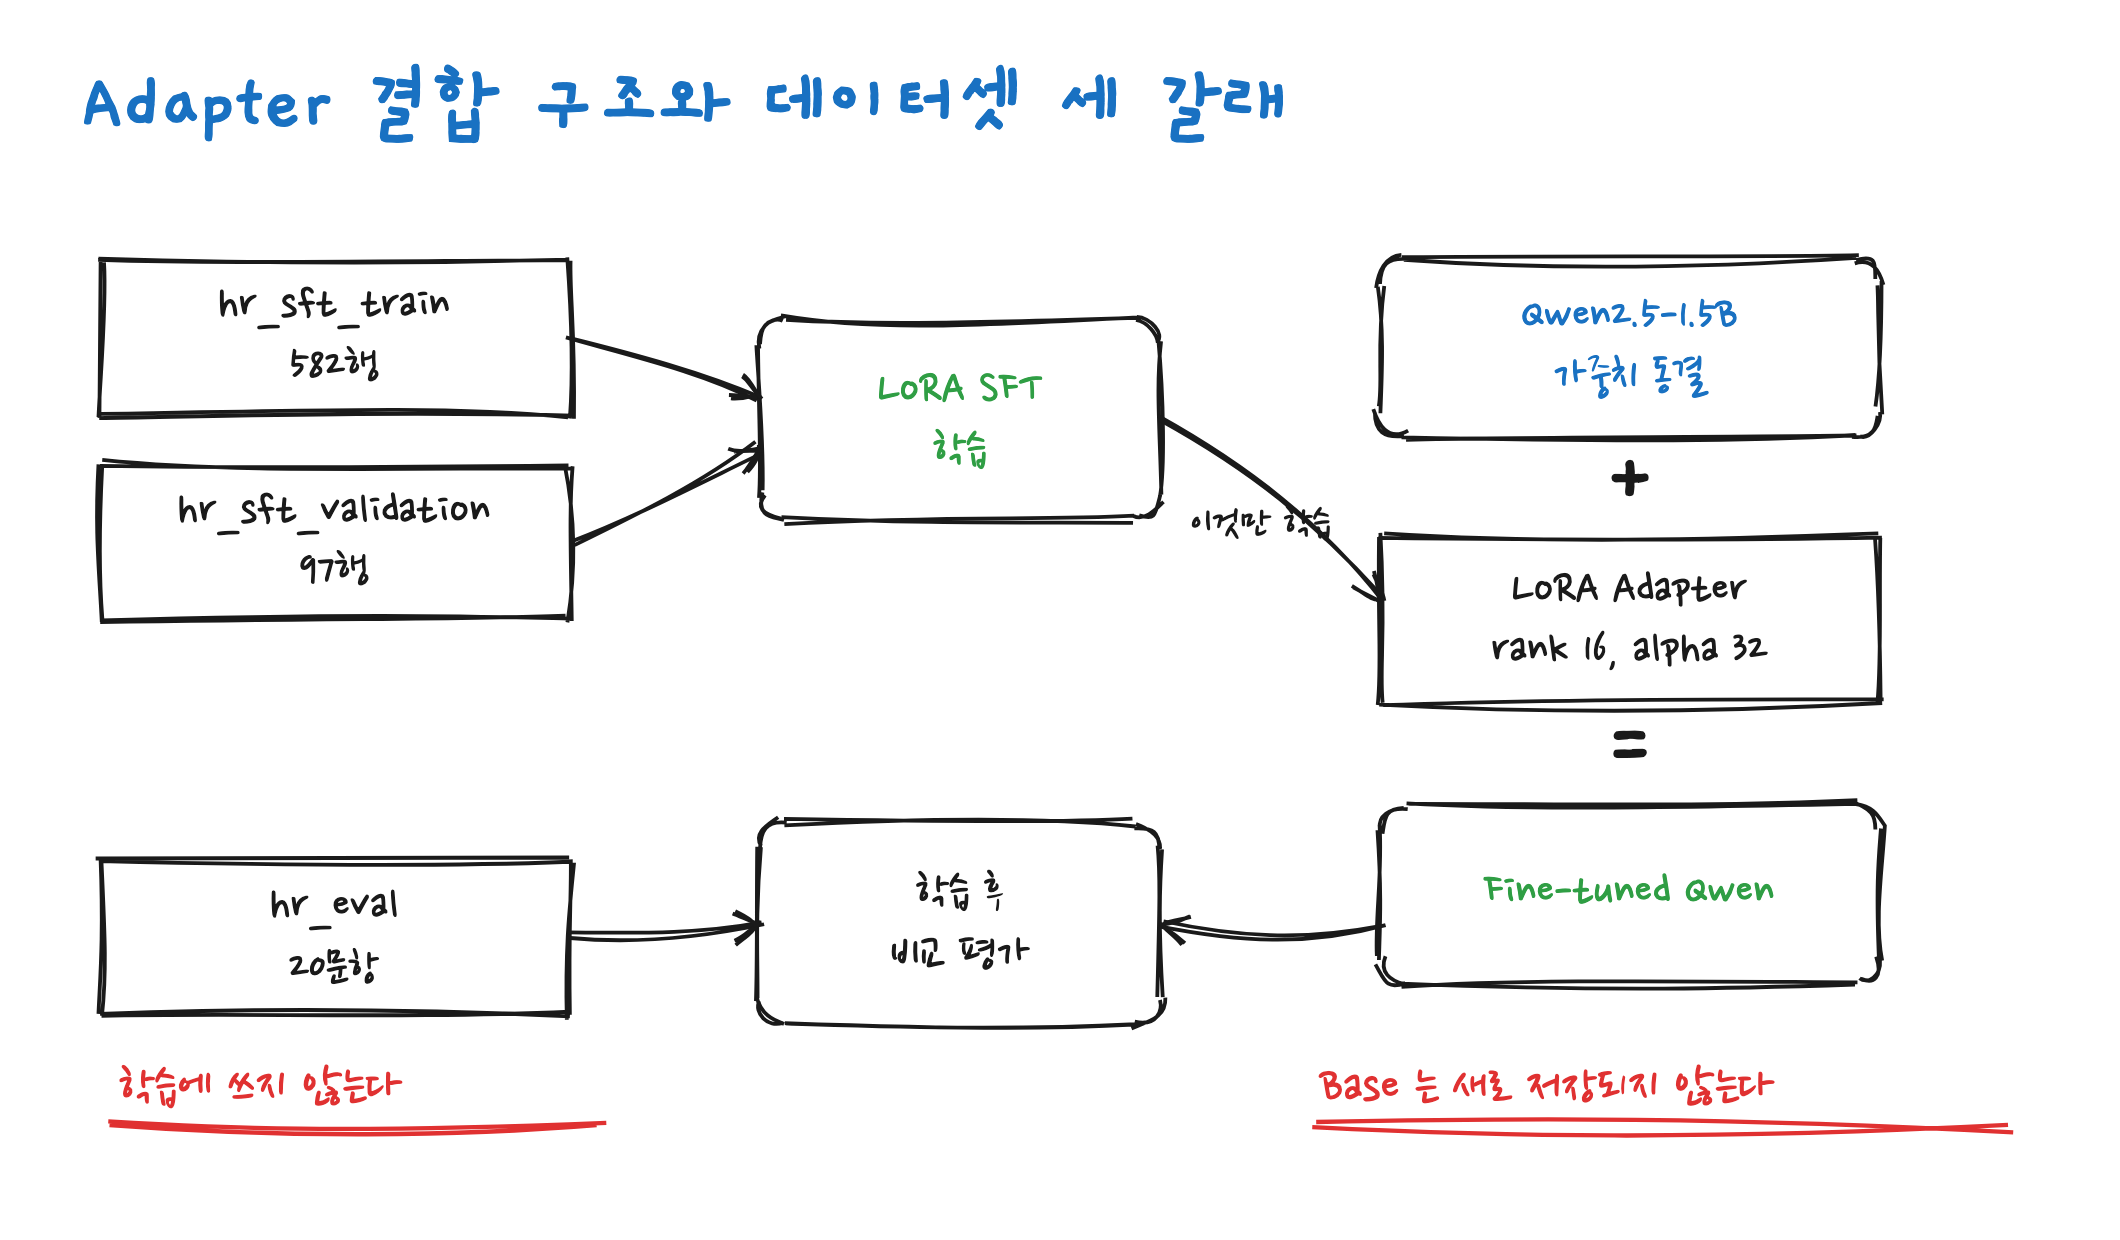 Adapter 결합 구조와 데이터셋 세 갈래
hr_sft_train
582행
hr_sft_validation
97행
LoRA SFT
학습
이것만 학습
Qwen2.5-1.5B
가중치 동결
+
LoRA Adapter
rank 16, alpha 32
=
Fine-tuned Qwen
hr_eval
20문항
학습 후
비교 평가
학습에 쓰지 않는다
Base 는 새로 저장되지 않는다